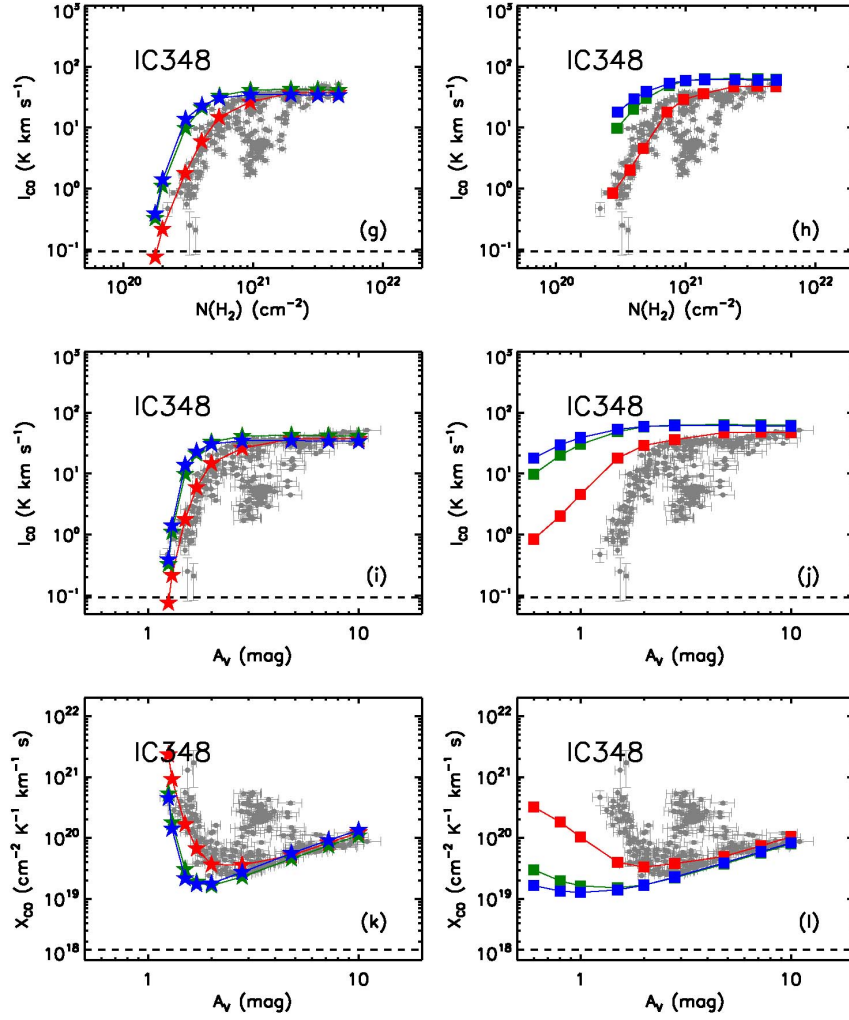 IC348
(g)
I_CO (K km s⁻¹)
10³
10²
10¹
10⁰
10⁻¹
10²⁰
10²¹
10²²
N(H₂) (cm⁻²)
IC348
(h)
I_CO (K km s⁻¹)
10³
10²
10¹
10⁰
10⁻¹
10²⁰
10²¹
10²²
N(H₂) (cm⁻²)
IC348
(i)
I_CO (K km s⁻¹)
10³
10²
10¹
10⁰
10⁻¹
1
10
A_V (mag)
IC348
(j)
I_CO (K km s⁻¹)
10³
10²
10¹
10⁰
10⁻¹
1
10
A_V (mag)
IC348
(k)
X_CO (cm⁻² K⁻¹ km⁻¹ s)
10²²
10²¹
10²⁰
10¹⁹
10¹⁸
1
10
A_V (mag)
IC348
(l)
X_CO (cm⁻² K⁻¹ km⁻¹ s)
10²²
10²¹
10²⁰
10¹⁹
10¹⁸
1
10
A_V (mag)